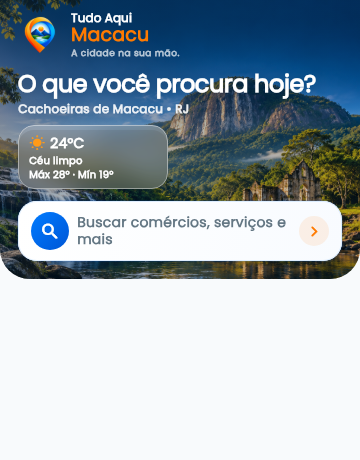 Tudo Aqui
Macacu
A cidade na sua mão.
O que você procura hoje?
Cachoeiras de Macacu • RJ
24°C
Céu limpo
Máx 28° · Mín 19°
Buscar comércios, serviços e
mais